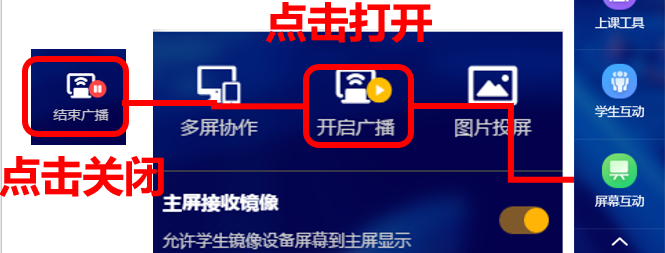 点击打开
上课工具
结束广播
多屏协作
开启广播
图片投屏
学生互动
点击关闭
主屏接收镜像
允许学生镜像设备屏幕到主屏显示
屏幕互动